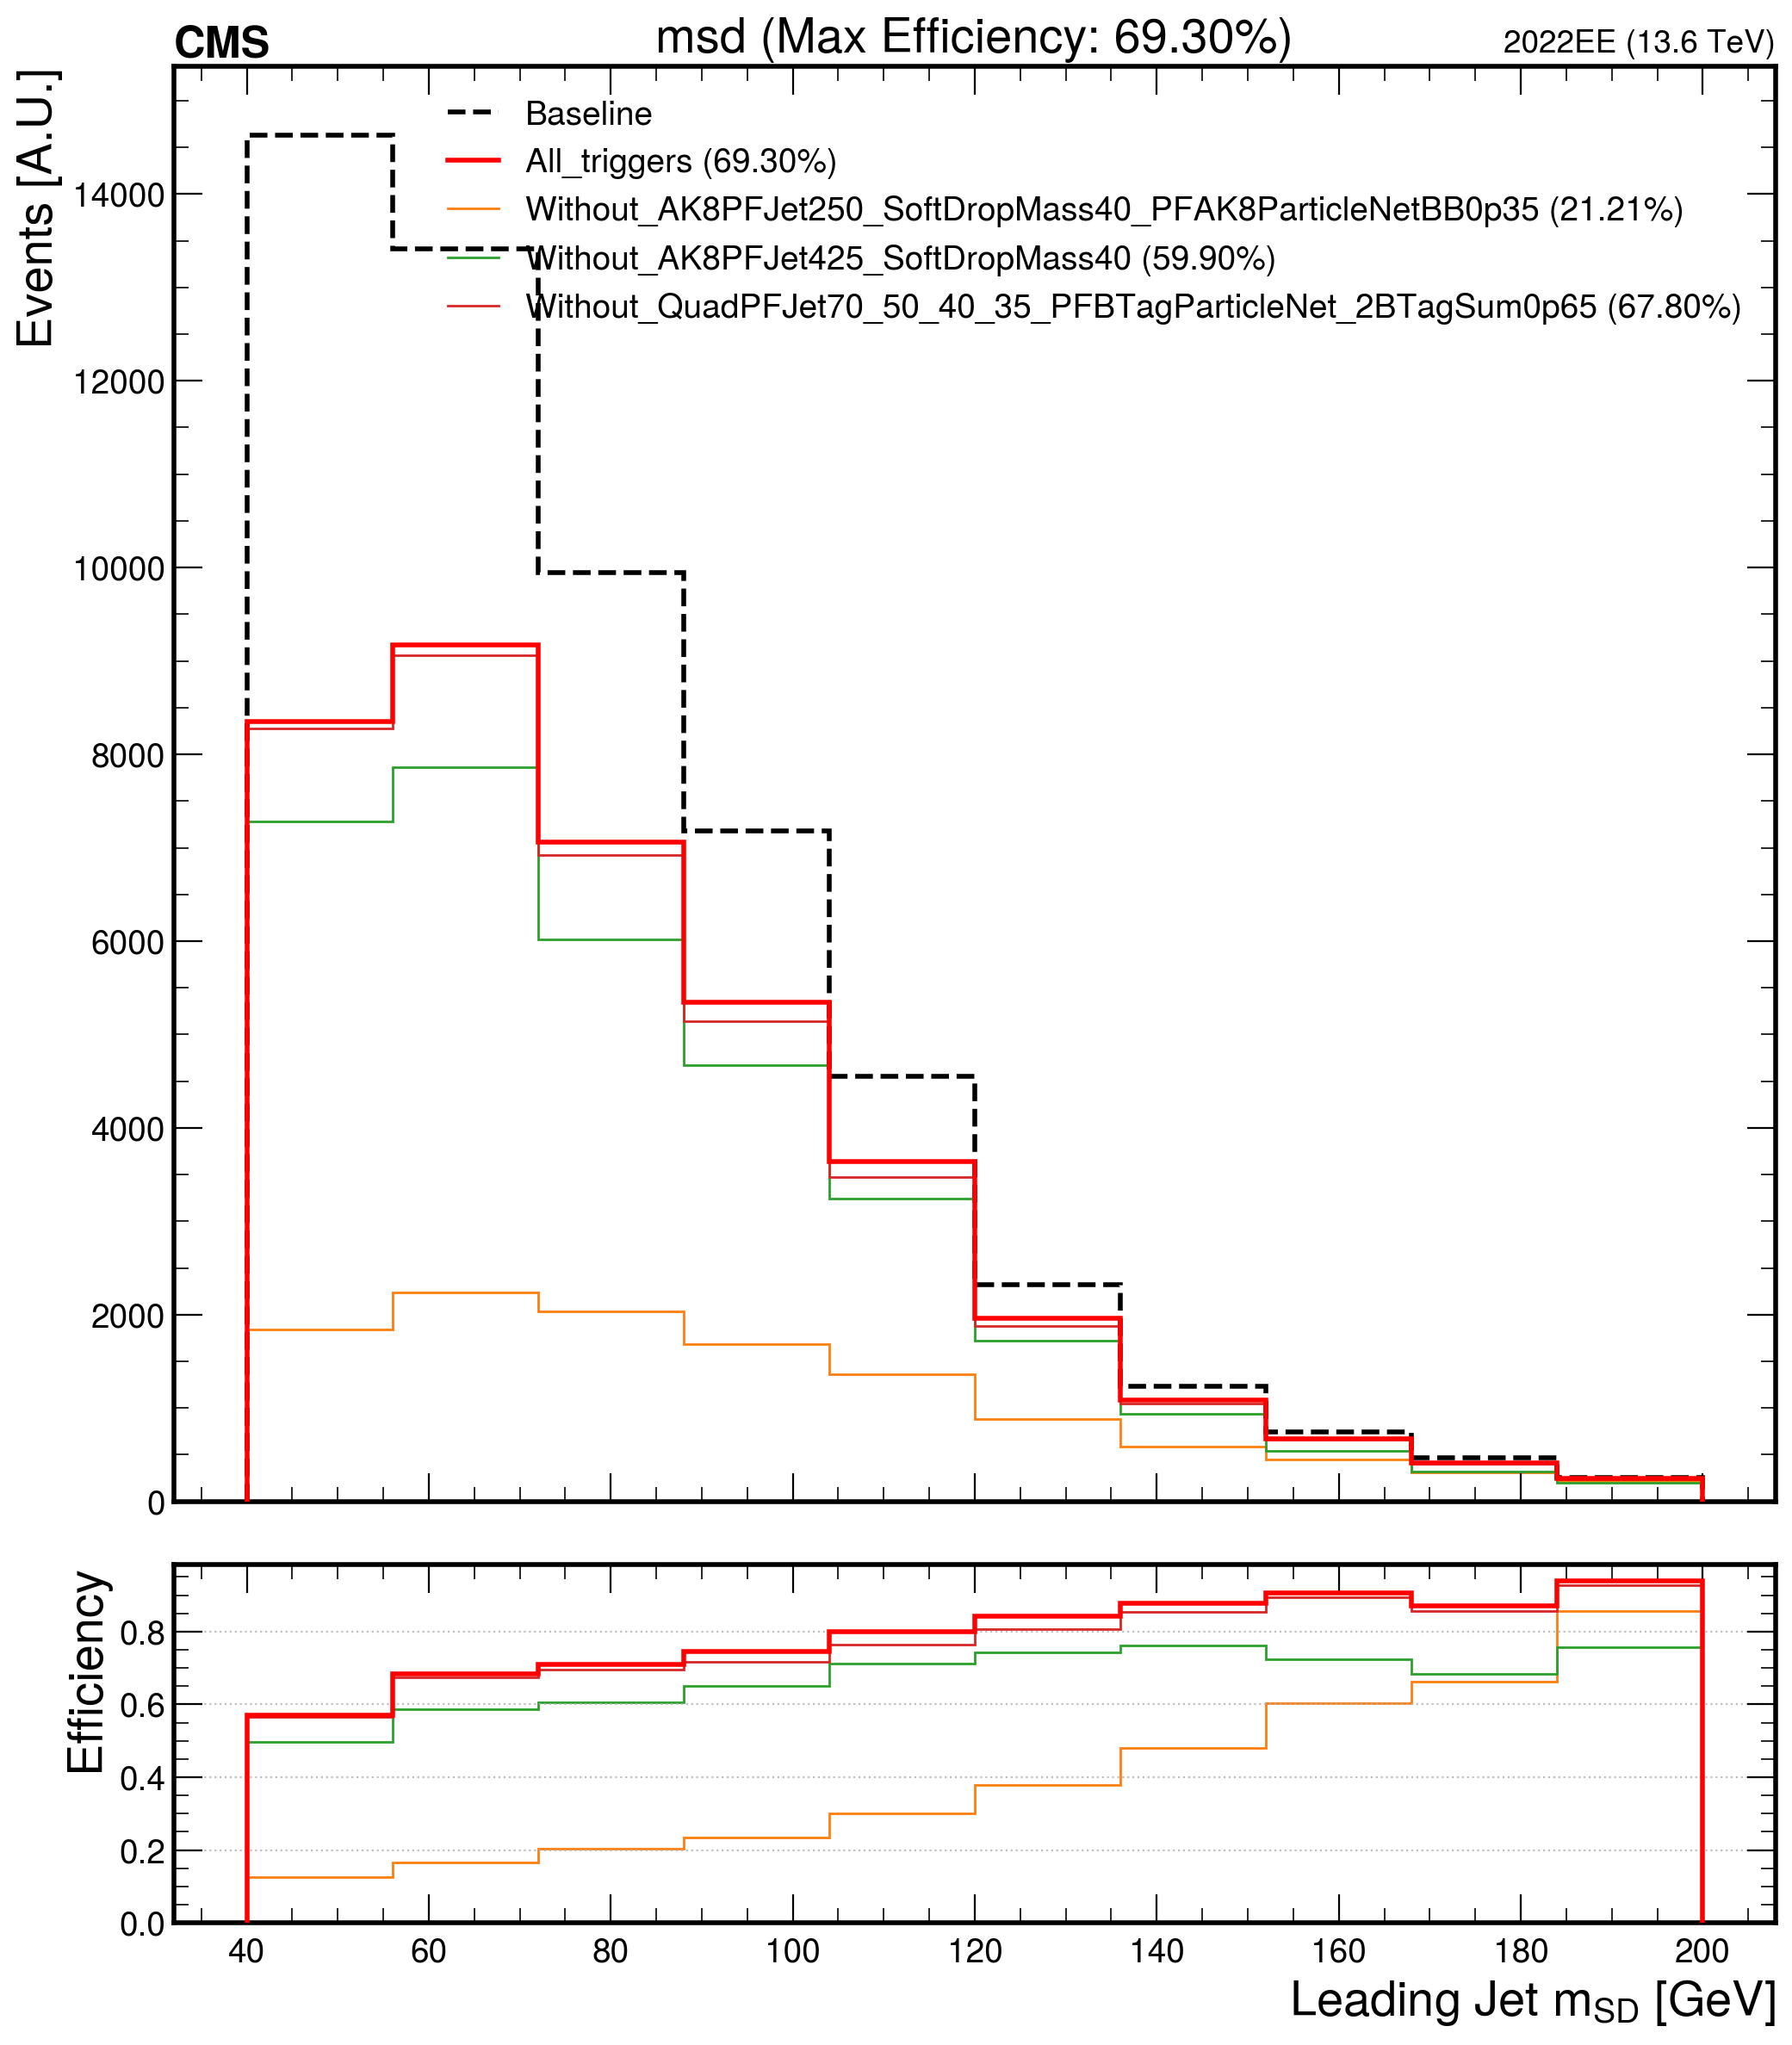 CMS msd (Max Efficiency: 69.30%) 2022EE (13.6 TeV)
Events [A.U.]
Baseline
All_triggers (69.30%)
Without_AK8PFJet250_SoftDropMass40_PFAK8ParticleNetBB0p35 (21.21%)
Without_AK8PFJet425_SoftDropMass40 (59.90%)
Without_QuadPFJet70_50_40_35_PFBTagParticleNet_2BTagSum0p65 (67.80%)
14000
12000
10000
8000
6000
4000
2000
0
Efficiency
0.8
0.6
0.4
0.2
0.0
40 60 80 100 120 140 160 180 200
Leading Jet mSD [GeV]